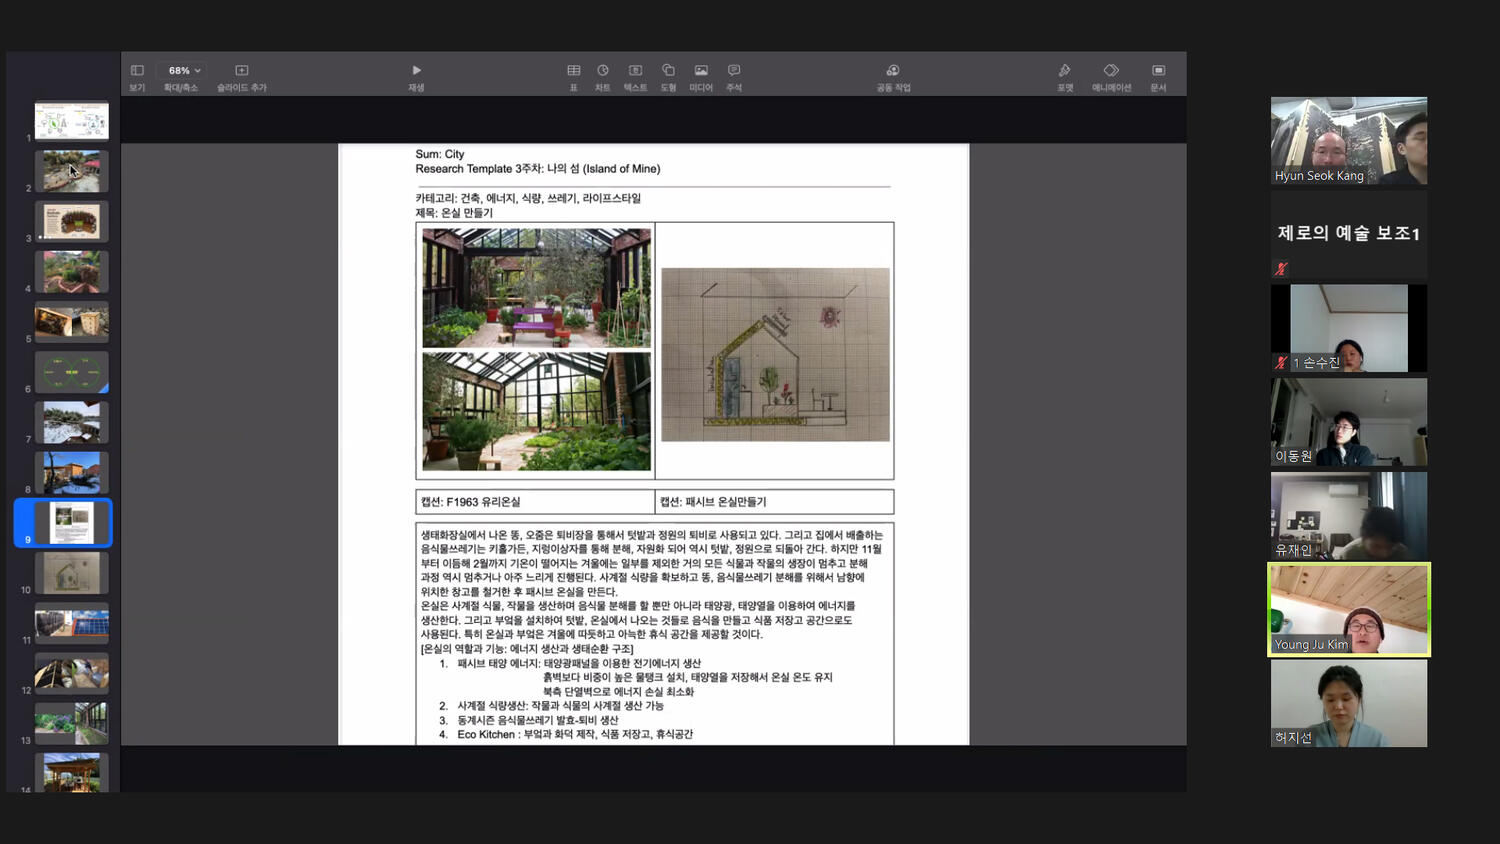 68%
보기
확대/축소
슬라이드 추가
재생
표
차트
텍스트
도형
미디어
주석
공동 작업
포맷
애니메이션
문서
1
2
3
4
5
6
7
8
9
10
11
12
13
14
Sum: City
Research Template 3주차: 나의 섬 (Island of Mine)
카테고리: 건축, 에너지, 식량, 쓰레기, 라이프스타일
제목: 온실 만들기
캡션: F1963 유리온실
캡션: 패시브 온실만들기
생태화장실에서 나온 똥, 오줌은 퇴비장을 통해서 텃밭과 정원의 퇴비로 사용되고 있다. 그리고 집에서 배출하는
음식물쓰레기는 키홀가든, 지렁이상자를 통해 분해, 자원화 되어 역시 텃밭, 정원으로 되돌아 간다. 하지만 11월
부터 이듬해 2월까지 기온이 떨어지는 겨울에는 일부를 제외한 거의 모든 식물과 작물의 생장이 멈추고 분해
과정 역시 멈추거나 아주 느리게 진행된다. 사계절 식량을 확보하고 똥, 음식물쓰레기 분해를 위해서 남향에
위치한 창고를 철거한 후 패시브 온실을 만든다.
온실은 사계절 식물, 작물을 생산하며 음식물 분해를 할 뿐만 아니라 태양광, 태양열을 이용하여 에너지를
생산한다. 그리고 부엌을 설치하여 텃밭, 온실에서 나오는 것들로 음식을 만들고 식품 저장고 공간으로도
사용된다. 특히 온실과 부엌은 겨울에 따듯하고 아늑한 휴식 공간을 제공할 것이다.
[온실의 역할과 기능: 에너지 생산과 생태순환 구조]
1. 패시브 태양 에너지: 태양광패널을 이용한 전기에너지 생산
흙벽보다 비중이 높은 물탱크 설치, 태양열을 저장해서 온실 온도 유지
북측 단열벽으로 에너지 손실 최소화
2. 사계절 식량생산: 작물과 식물의 사계절 생산 가능
3. 동계시즌 음식물쓰레기 발효-퇴비 생산
4. Eco Kitchen : 부엌과 화덕 제작, 식품 저장고, 휴식공간
Hyun Seok Kang
제로의 예술 보조1
1 손수진
이동원
유재인
Young Ju Kim
허지선